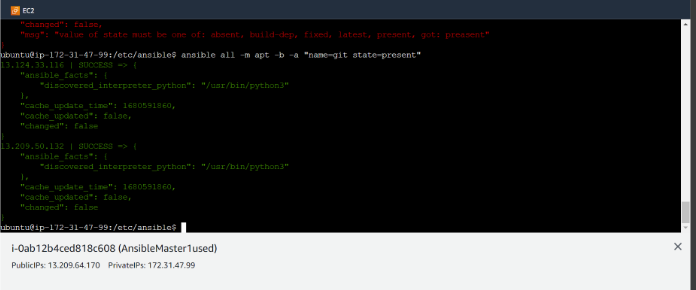 EC2
"changed": false,
"msg": "value of state must be one of: absent, build-dep, fixed, latest, present, got: preesent"
}
ubuntu@ip-172-31-47-99:/etc/ansible$ ansible all -m apt -b -a "name=git state=present"
13.124.33.116 | SUCCESS => {
"ansible_facts": {
"discovered_interpreter_python": "/usr/bin/python3"
},
"cache_update_time": 1680591860,
"cache_updated": false,
"changed": false
}
13.209.50.132 | SUCCESS => {
"ansible_facts": {
"discovered_interpreter_python": "/usr/bin/python3"
},
"cache_update_time": 1680591860,
"cache_updated": false,
"changed": false
}
ubuntu@ip-172-31-47-99:/etc/ansible$
i-0ab12b4ced818c608 (AnsibleMaster1used)
PublicIPs: 13.209.64.170 PrivateIPs: 172.31.47.99